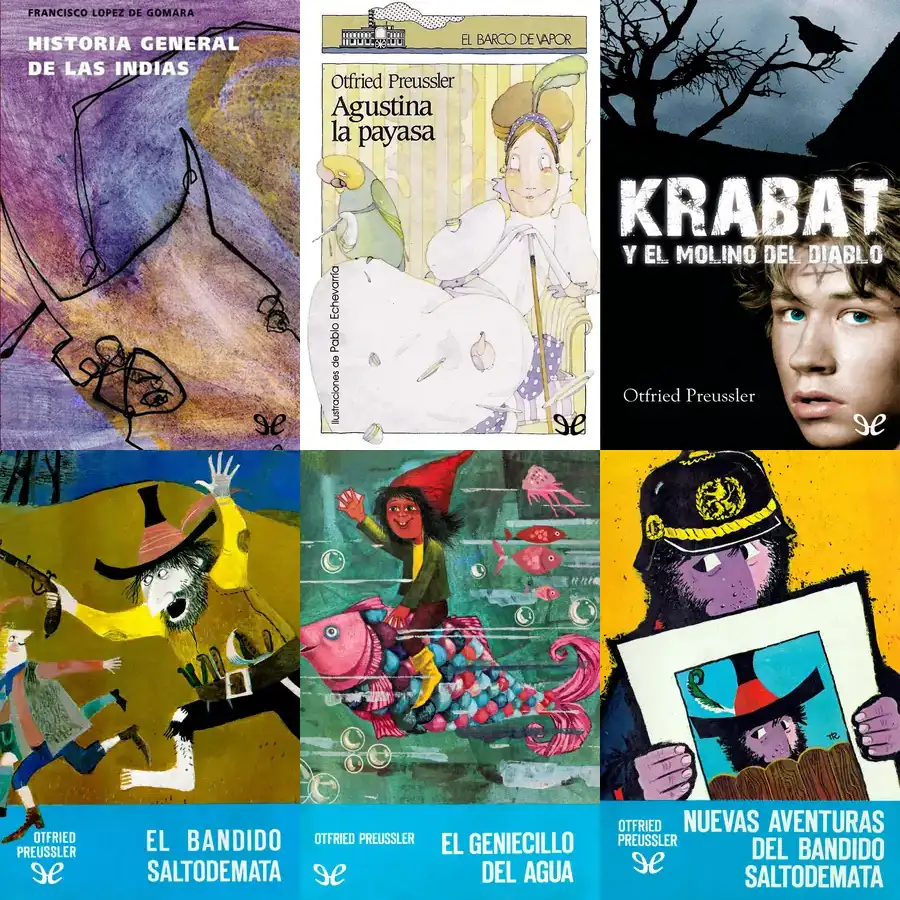 FRANCISCO LOPEZ DE GOMARA
HISTORIA GENERAL
DE LAS INDIAS
EL BARCO DE VAPOR
Otfried Preussler
Agustina
la payasa
Ilustraciones de Pablo Echevarría
KRABAT
Y EL MOLINO DEL DIABLO
Otfried Preussler
OTFRIED
PREUSSLER
EL BANDIDO
SALTODEMATA
OTFRIED PREUSSLER
EL GENIECILLO
DEL AGUA
OTFRIED
PREUSSLER
NUEVAS AVENTURAS
DEL BANDIDO
SALTODEMATA